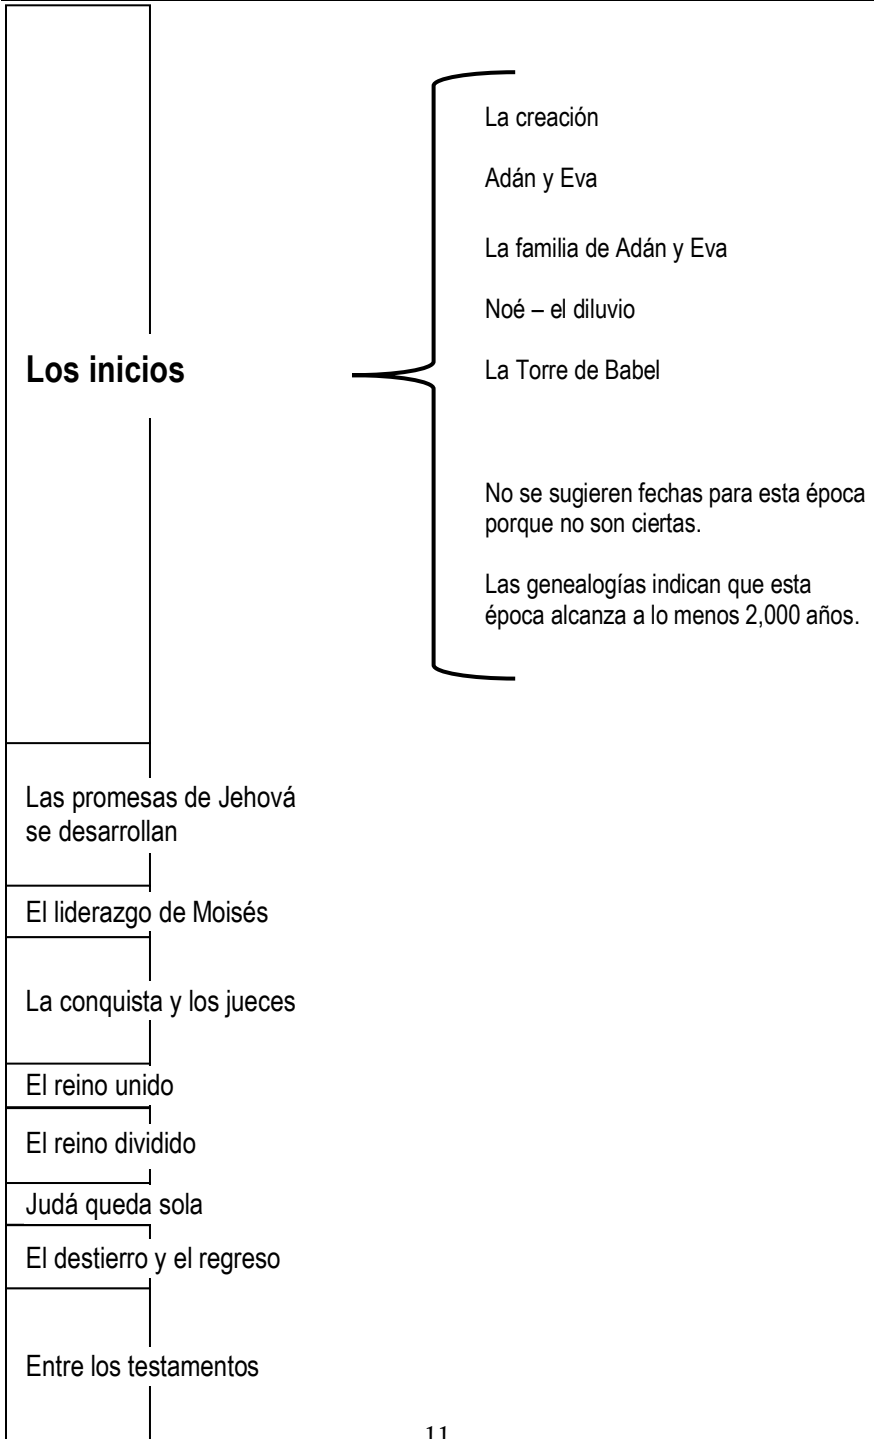 La creación
Adán y Eva
La familia de Adán y Eva
Noé – el diluvio
Los inicios
La Torre de Babel
No se sugieren fechas para esta época
porque no son ciertas.
Las genealogías indican que esta
época alcanza a lo menos 2,000 años.
Las promesas de Jehová
se desarrollan
El liderazgo de Moisés
La conquista y los jueces
El reino unido
El reino dividido
Judá queda sola
El destierro y el regreso
Entre los testamentos
11